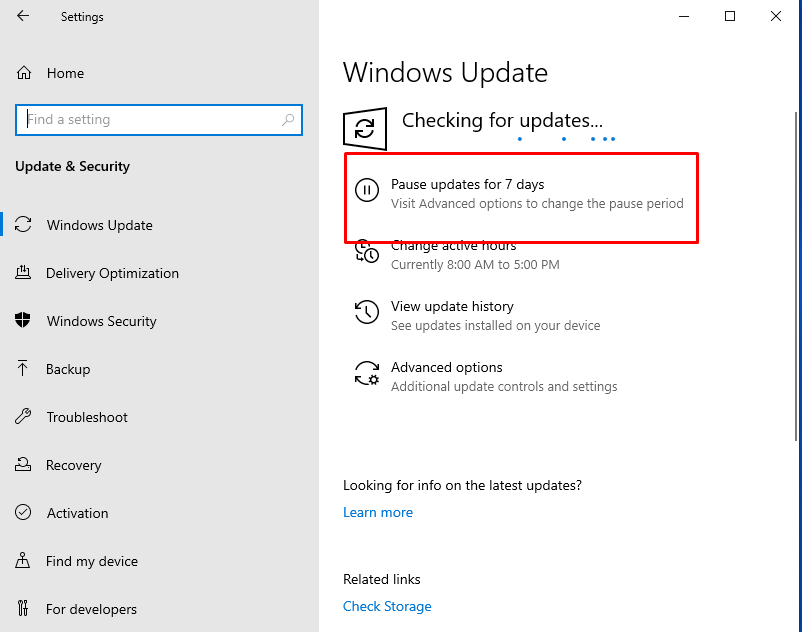 Settings
Home
Find a setting
Update & Security
Windows Update
Delivery Optimization
Windows Security
Backup
Troubleshoot
Recovery
Activation
Find my device
For developers
Windows Update
Checking for updates...
Pause updates for 7 days
Visit Advanced options to change the pause period
Change active hours
Currently 8:00 AM to 5:00 PM
View update history
See updates installed on your device
Advanced options
Additional update controls and settings
Looking for info on the latest updates?
Learn more
Related links
Check Storage